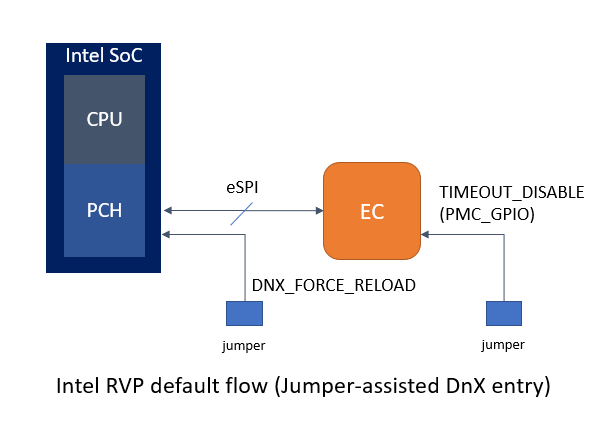 Intel SoC
CPU
PCH
eSPI
EC
TIMEOUT_DISABLE
(PMC_GPIO)
DNX_FORCE_RELOAD
jumper
jumper
Intel RVP default flow (Jumper-assisted DnX entry)